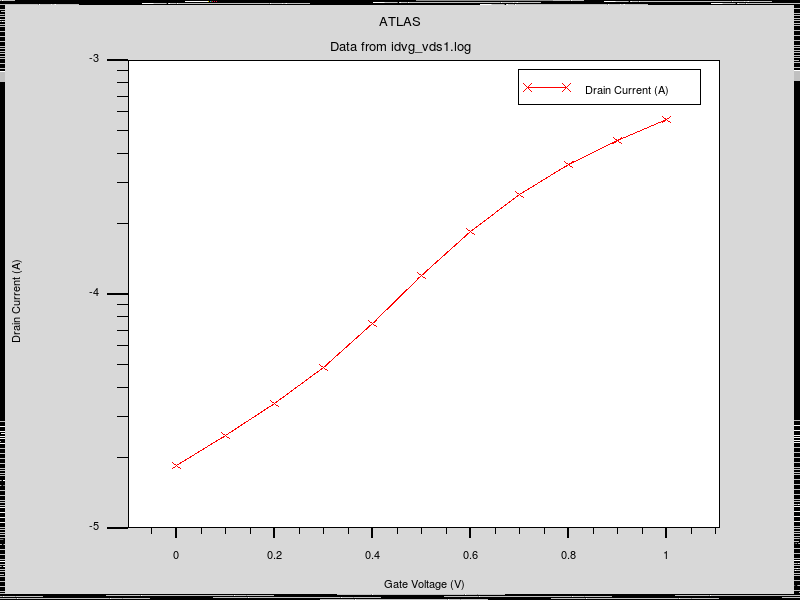 ATLAS
Data from idvg_vds1.log
Drain Current (A)
-3
-4
-5
Drain Current (A)
0 0.2 0.4 0.6 0.8 1
Gate Voltage (V)